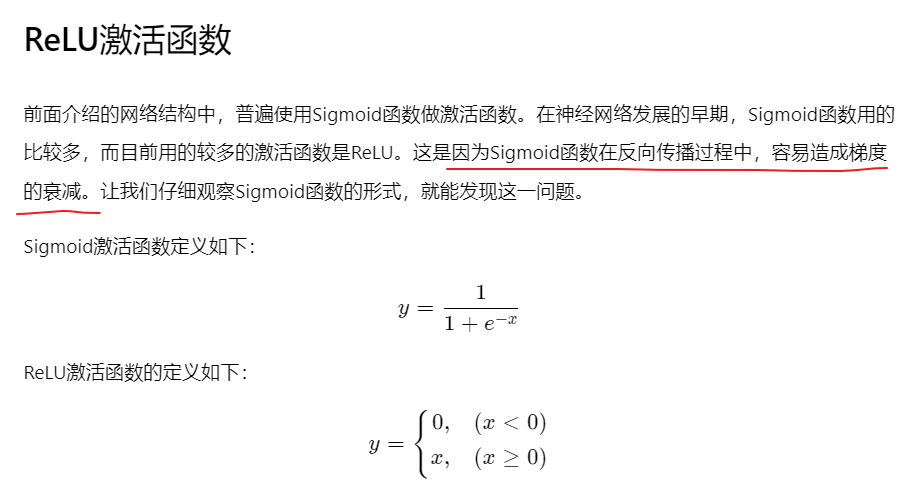 ReLU激活函数
前面介绍的网络结构中，普遍使用Sigmoid函数做激活函数。在神经网络发展的早期，Sigmoid函数用的
比较多，而目前用的较多的激活函数是ReLU。这是因为Sigmoid函数在反向传播过程中，容易造成梯度
的衰减。让我们仔细观察Sigmoid函数的形式，就能发现这一问题。
Sigmoid激活函数定义如下：
y = 1 / (1 + e^{-x})
ReLU激活函数的定义如下：
y = { 0, (x < 0)
x, (x ≥ 0)